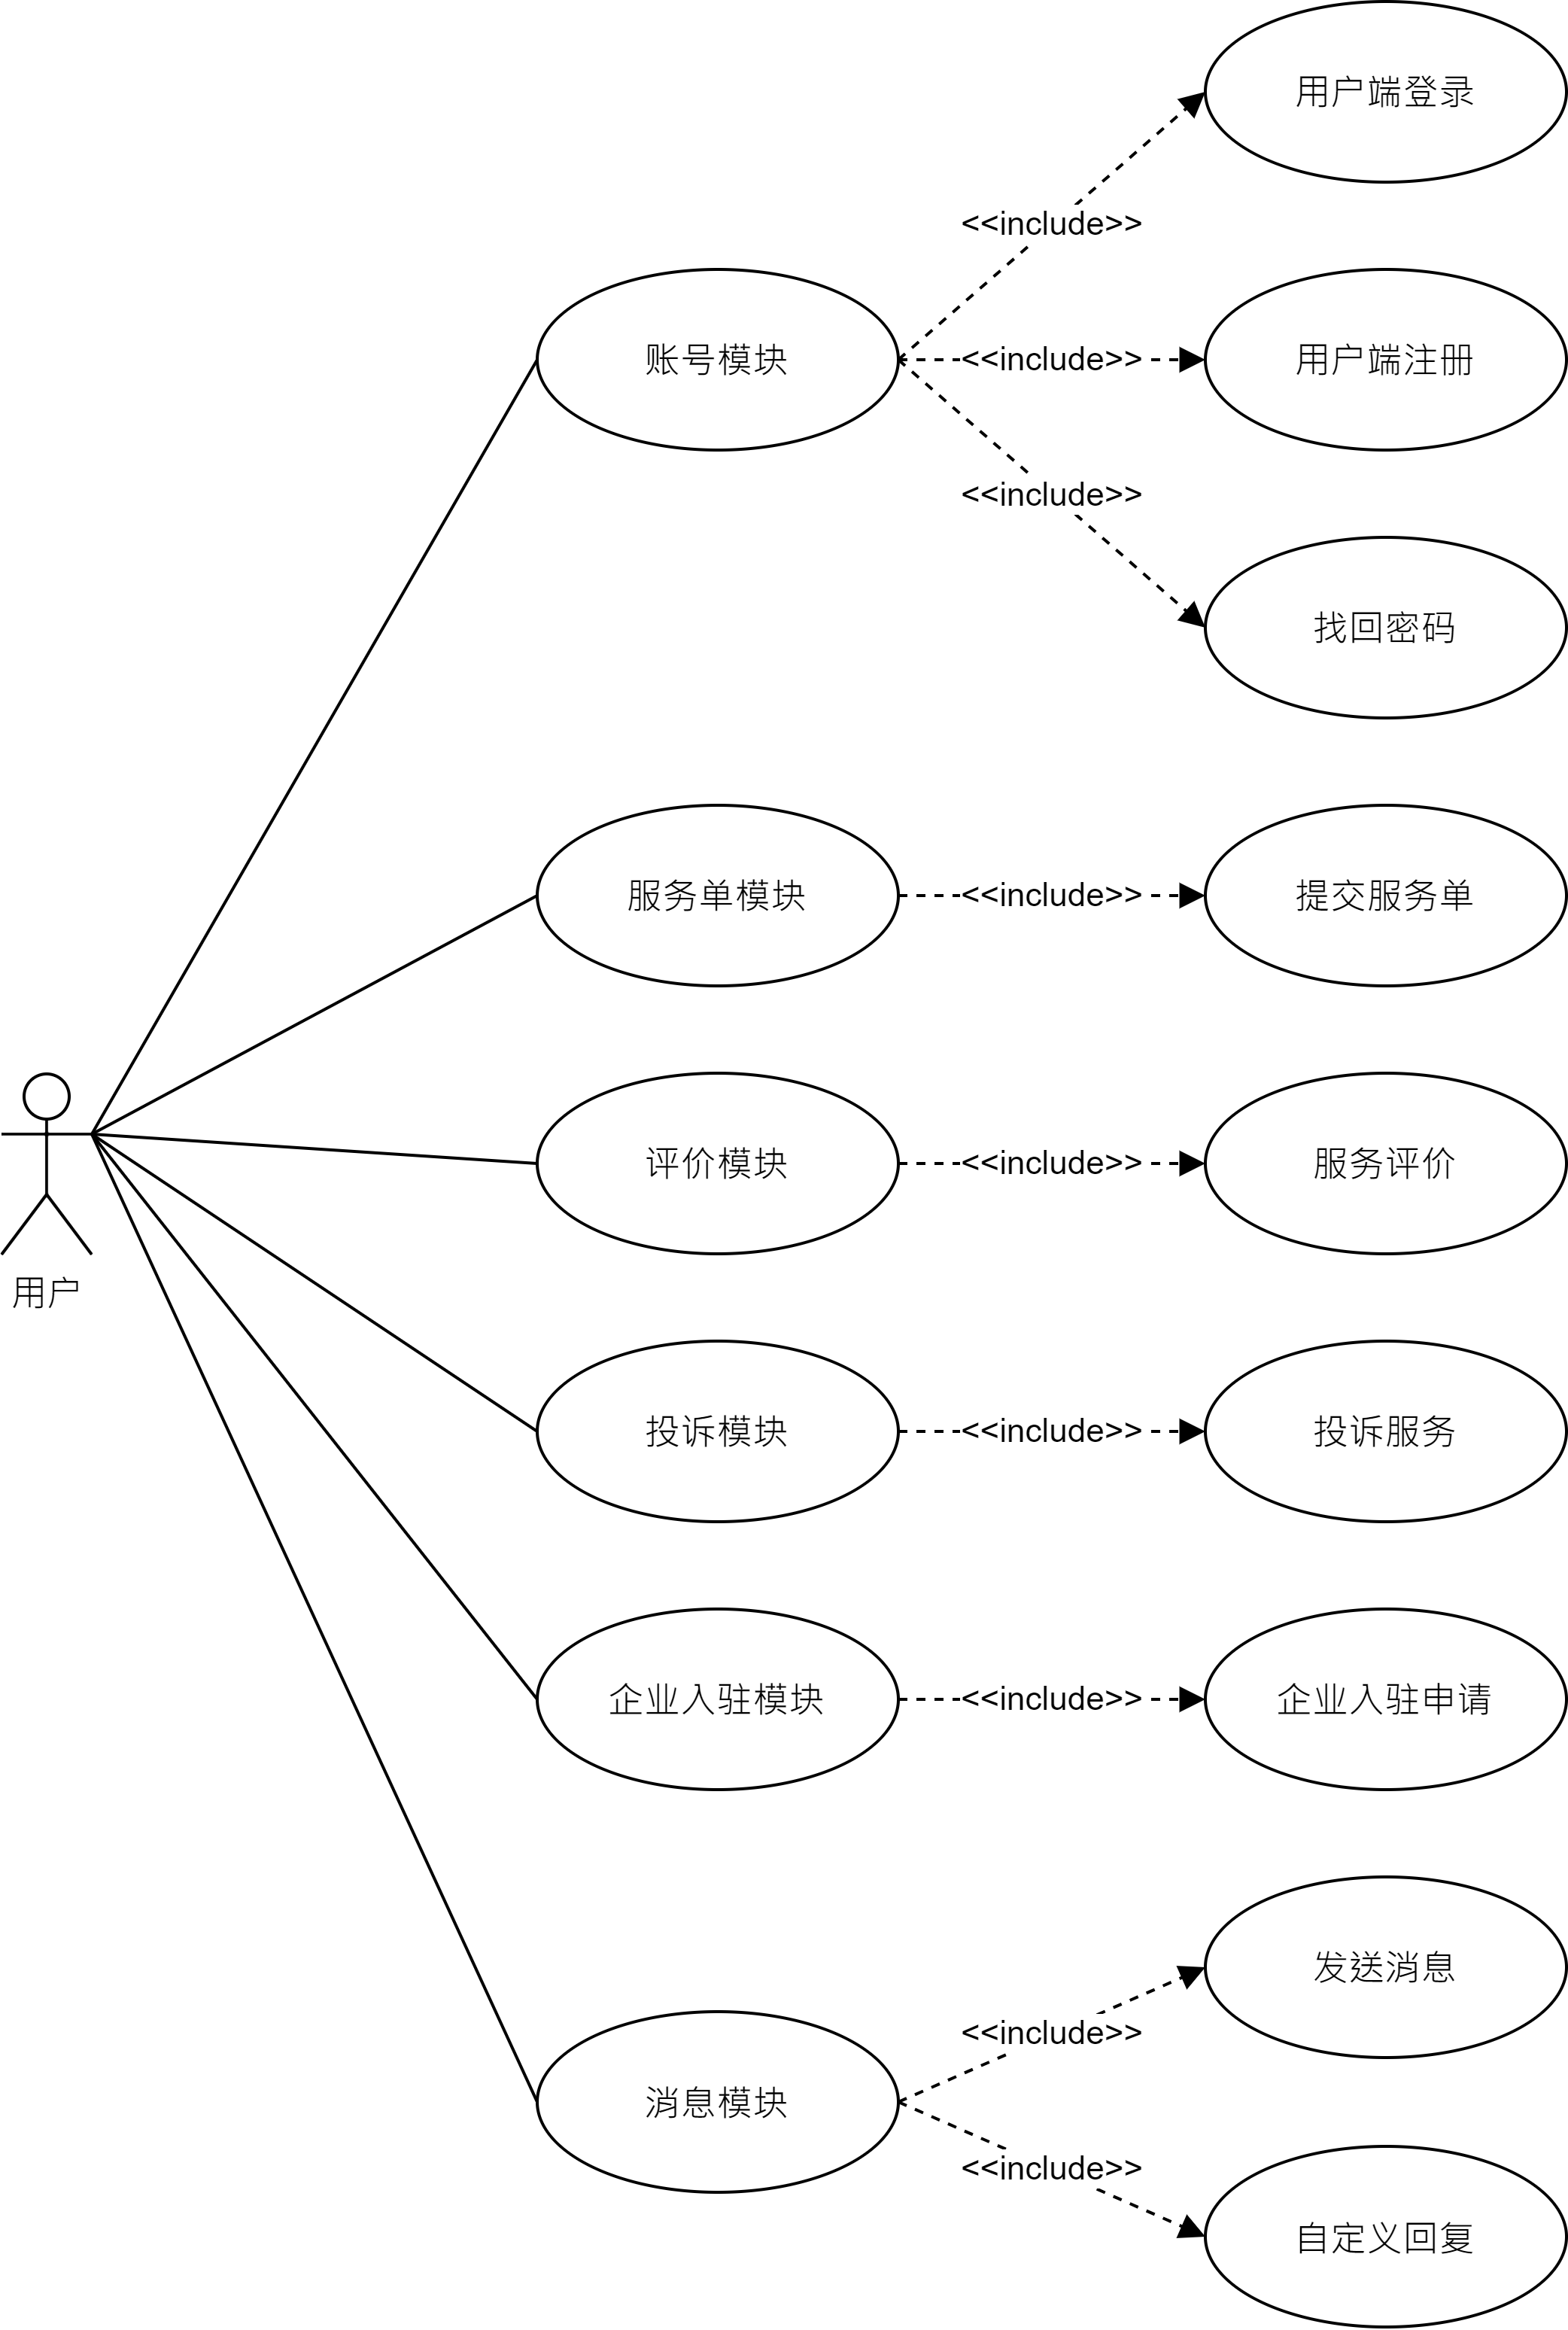 用户端登录
<<include>>
账号模块
<<include>>
用户端注册
<<include>>
找回密码
服务单模块
<<include>>
提交服务单
评价模块
<<include>>
服务评价
用户
投诉模块
<<include>>
投诉服务
企业入驻模块
<<include>>
企业入驻申请
发送消息
<<include>>
消息模块
<<include>>
自定义回复